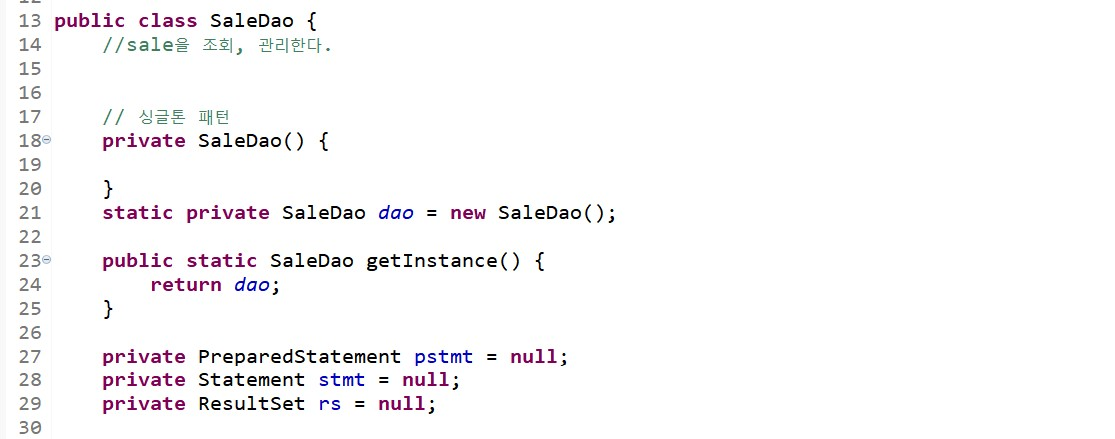 13 public class SaleDao {
14 //sale을 조회, 관리한다.
15
16
17 // 싱글톤 패턴
18 private SaleDao() {
19
20 }
21 static private SaleDao dao = new SaleDao();
22
23 public static SaleDao getInstance() {
24 return dao;
25 }
26
27 private PreparedStatement pstmt = null;
28 private Statement stmt = null;
29 private ResultSet rs = null;
30